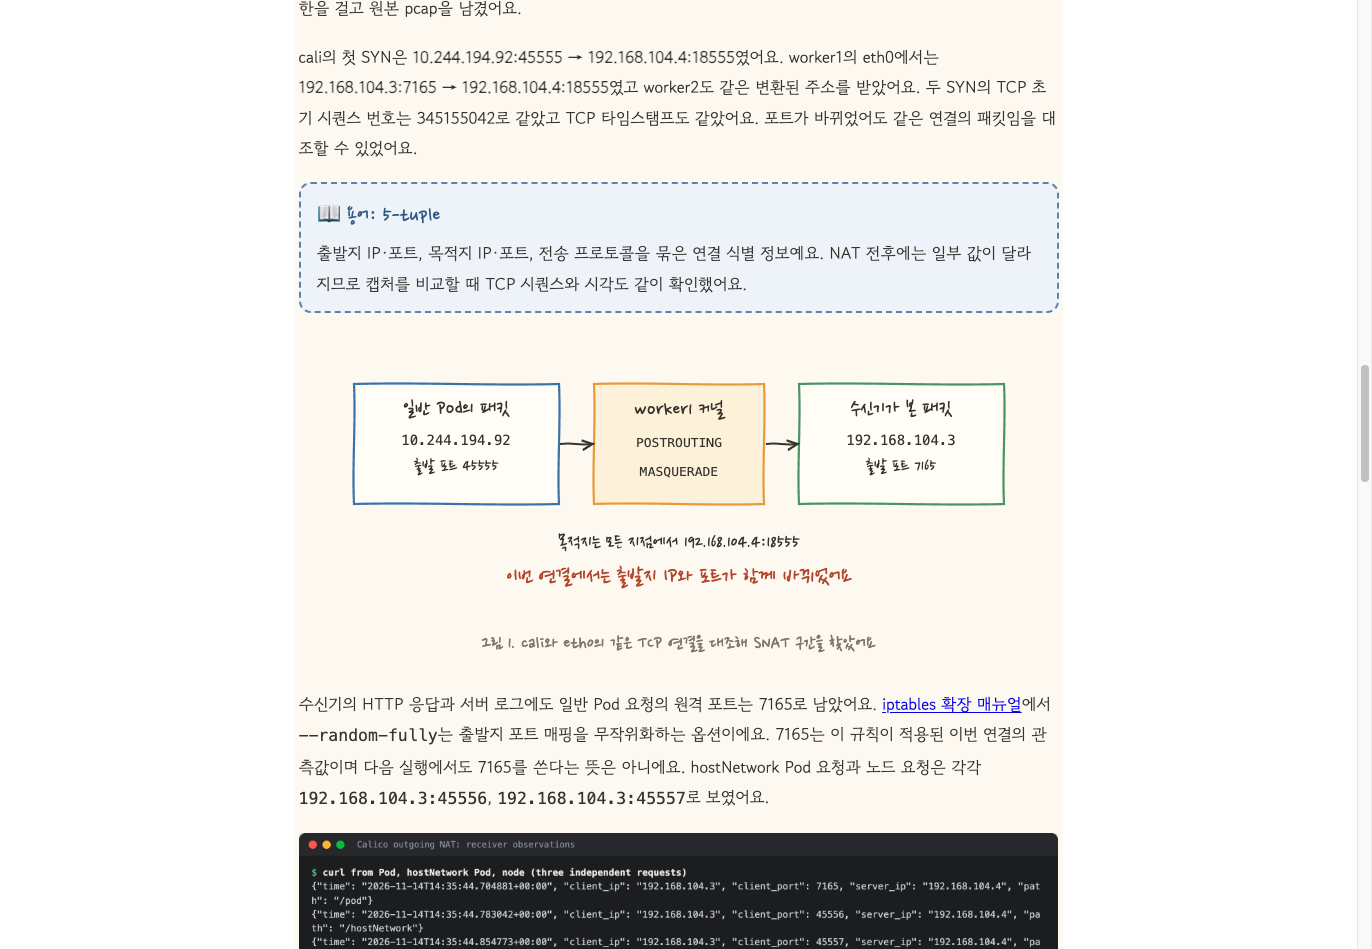 한을 걸고 원본 pcap을 남겼어요.
cali의 첫 SYN은 10.244.194.92:45555 → 192.168.104.4:18555였어요. worker1의 eth0에서는
192.168.104.3:7165 → 192.168.104.4:18555였고 worker2도 같은 변환된 주소를 받았어요. 두 SYN의 TCP 초
기 시퀀스 번호는 345155042로 같았고 TCP 타임스탬프도 같았어요. 포트가 바뀌었어도 같은 연결의 패킷임을 대
조할 수 있었어요.
📖 용어: 5-tuple
출발지 IP·포트, 목적지 IP·포트, 전송 프로토콜을 묶은 연결 식별 정보예요. NAT 전후에는 일부 값이 달라
지므로 캡처를 비교할 때 TCP 시퀀스와 시각도 같이 확인했어요.
일반 Pod의 패킷
10.244.194.92
출발 포트 45555
worker1 커널
POSTROUTING
MASQUERADE
수신기가 본 패킷
192.168.104.3
출발 포트 7165
목적지는 모든 지점에서 192.168.104.4:18555
이번 연결에서는 출발지 IP와 포트가 함께 바뀌었어요
그림 1. cali와 eth0의 같은 TCP 연결을 대조해 SNAT 구간을 찾았어요
수신기의 HTTP 응답과 서버 로그에도 일반 Pod 요청의 원격 포트는 7165로 남았어요. iptables 확장 매뉴얼에서
--random-fully는 출발지 포트 매핑을 무작위화하는 옵션이에요. 7165는 이 규칙이 적용된 이번 연결의 관
측값이며 다음 실행에서도 7165를 쓴다는 뜻은 아니에요. hostNetwork Pod 요청과 노드 요청은 각각
192.168.104.3:45556, 192.168.104.3:45557로 보였어요.
Calico outgoing NAT: receiver observations
$ curl from Pod, hostNetwork Pod, node (three independent requests)
{"time": "2026-11-14T14:35:44.704881+00:00", "client_ip": "192.168.104.3", "client_port": 7165, "server_ip": "192.168.104.4", "pat
h": "/pod"}
{"time": "2026-11-14T14:35:44.783042+00:00", "client_ip": "192.168.104.3", "client_port": 45556, "server_ip": "192.168.104.4", "pa
th": "/hostNetwork"}
{"time": "2026-11-14T14:35:44.854773+00:00", "client_ip": "192.168.104.3", "client_port": 45557, "server_ip": "192.168.104.4", "pa